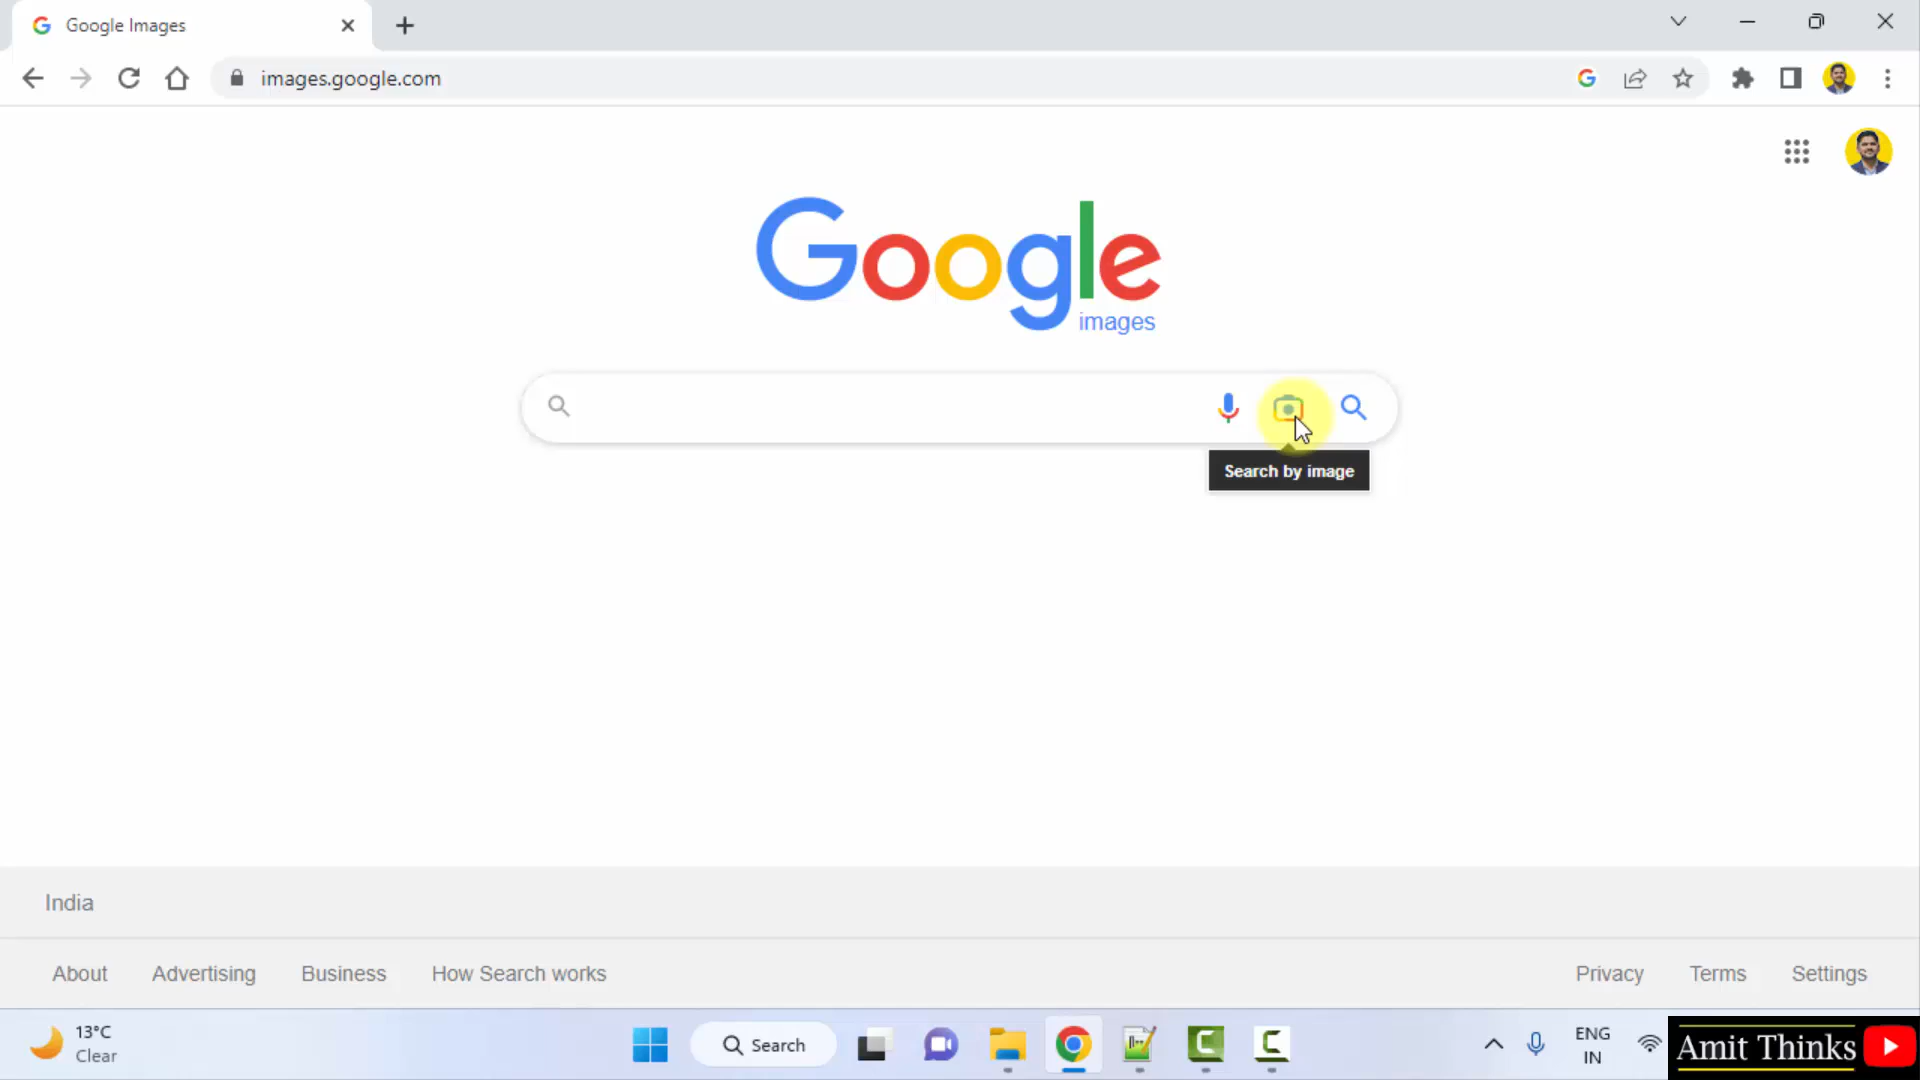 Google Images
images.google.com
Google
images
Search by image
India
About Advertising Business How Search works Privacy Terms Settings
13°C
Clear
Search
ENG
IN
Amit Thinks